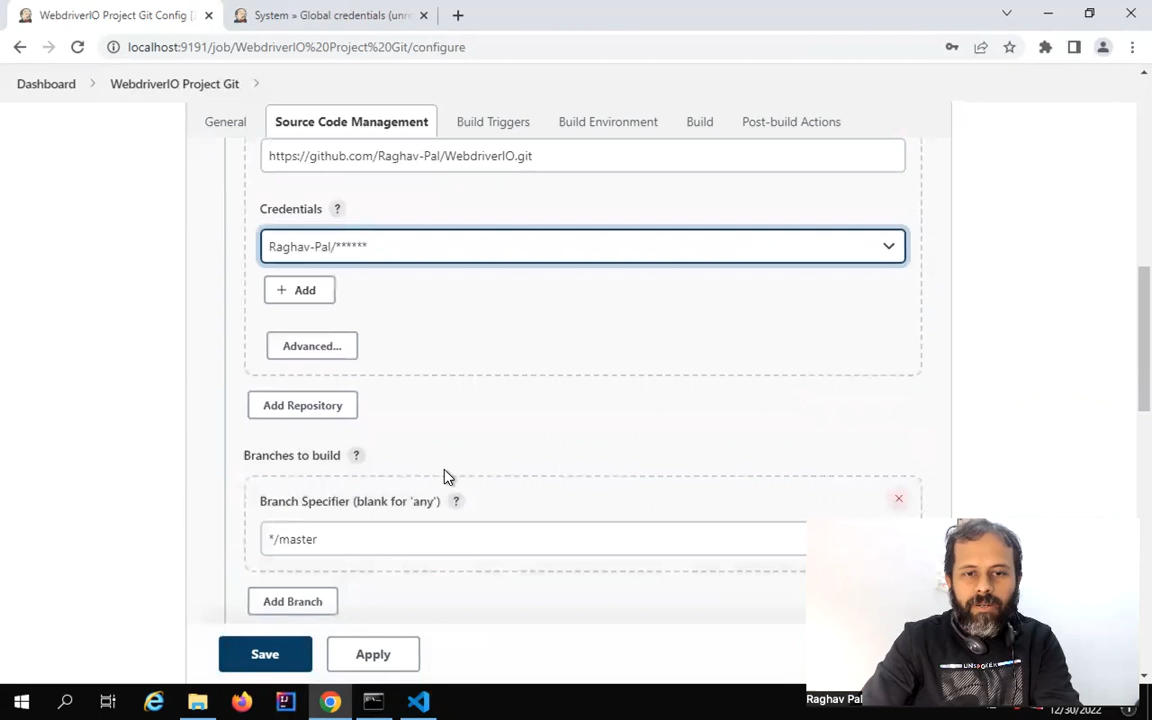 WebdriverIO Project Git Config [
System » Global credentials (unre
localhost:9191/job/WebdriverIO%20Project%20Git/configure
Dashboard
WebdriverIO Project Git
General
Source Code Management
Build Triggers
Build Environment
Build
Post-build Actions
https://github.com/Raghav-Pal/WebdriverIO.git
Credentials ?
Raghav-Pal/******
+ Add
Advanced...
Add Repository
Branches to build ?
Branch Specifier (blank for 'any') ?
*/master
Add Branch
Save
Apply
UNSPOKEN
Raghav Pal
12/30/2022